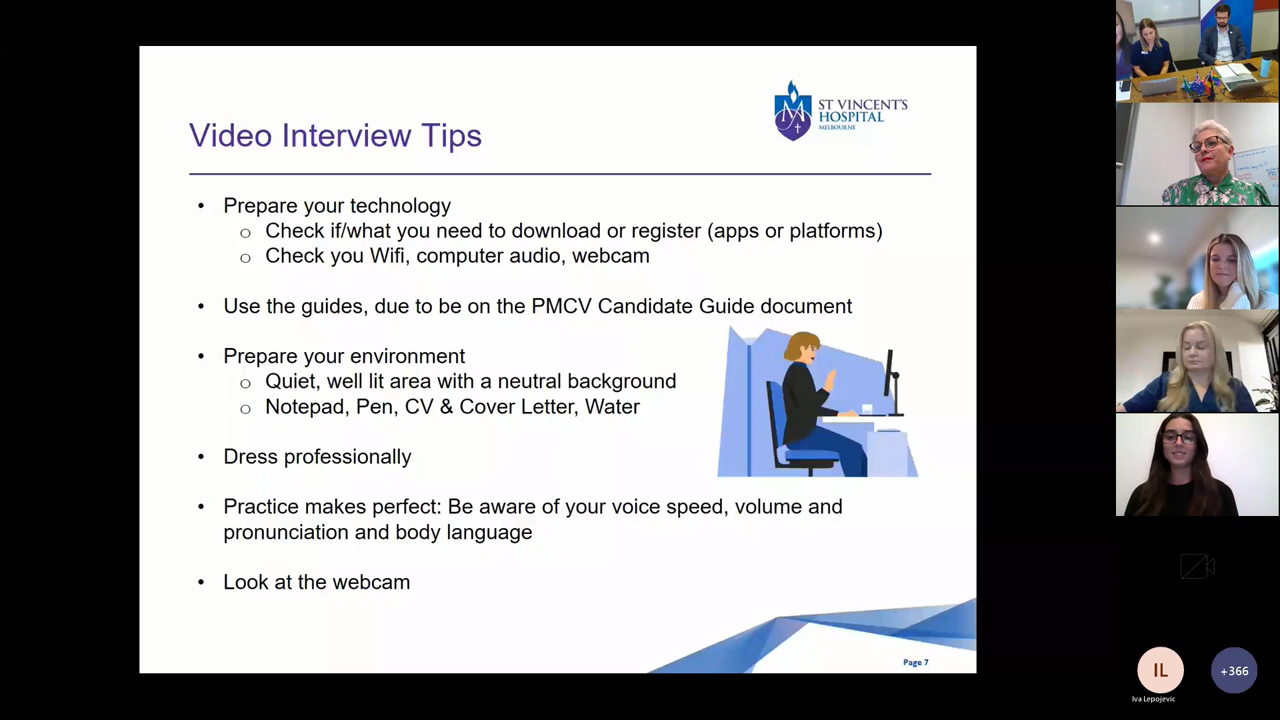 Video Interview Tips
ST VINCENT'S
HOSPITAL
MELBOURNE
• Prepare your technology
o Check if/what you need to download or register (apps or platforms)
o Check you Wifi, computer audio, webcam
• Use the guides, due to be on the PMCV Candidate Guide document
• Prepare your environment
o Quiet, well lit area with a neutral background
o Notepad, Pen, CV & Cover Letter, Water
• Dress professionally
• Practice makes perfect: Be aware of your voice speed, volume and
pronunciation and body language
• Look at the webcam
Page 7
IL
Iva Lepojevic
+366